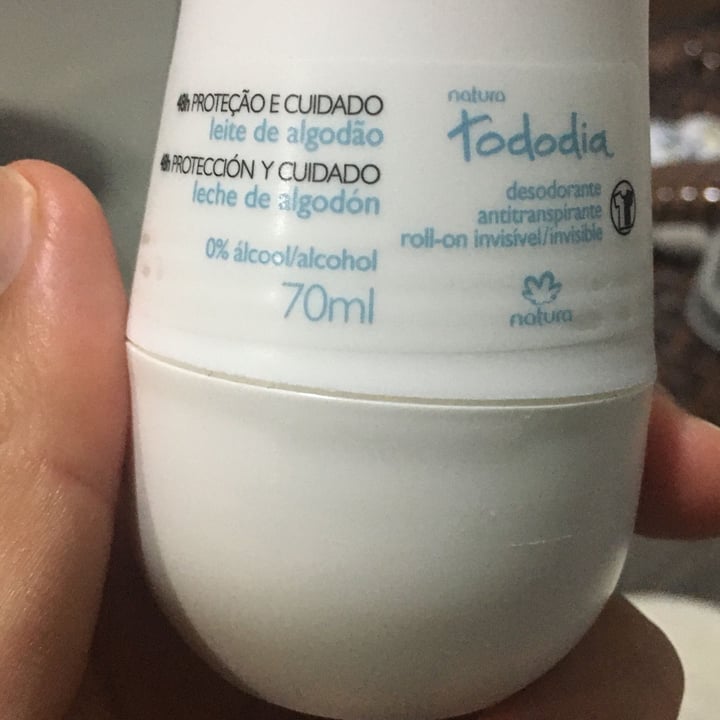 48h PROTEÇÃO E CUIDADO
leite de algodão
48h PROTECCIÓN Y CUIDADO
leche de algodón
0% álcool/alcohol
70ml
natura
tododia
desodorante
antitranspirante
roll-on invisível/invisible
natura